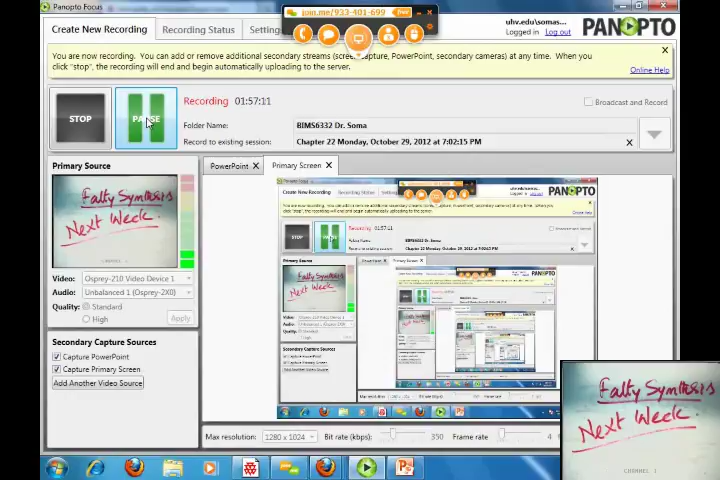 Panopto Focus
join.me/933-401-699 Free
Create New Recording
Recording Status
Settings
uhv.edu\somas...
Logged in Log out
PANOPTO
You are now recording. You can add or remove additional secondary streams (screen capture, PowerPoint, secondary cameras) at any time. When you
click "stop", the recording will end and begin automatically uploading to the server.
Online Help
STOP
PAUSE
Recording 01:57:11
Broadcast and Record
Folder Name: BIMS6332 Dr. Soma
Record to existing session: Chapter 22 Monday, October 29, 2012 at 7:02:15 PM X
Primary Source
PowerPoint X
Primary Screen X
Falty Synthesis
Next Week.
CHANNEL 1
Video: Osprey-210 Video Device 1
Audio: Unbalanced 1 (Osprey-2X0)
Quality: Standard
High
Apply
Secondary Capture Sources
Capture PowerPoint
Capture Primary Screen
Add Another Video Source
Max resolution: 1280 x 1024 Bit rate (kbps): 350 Frame rate 4
Falty Synthesis
Next Week.
CHANNEL 1